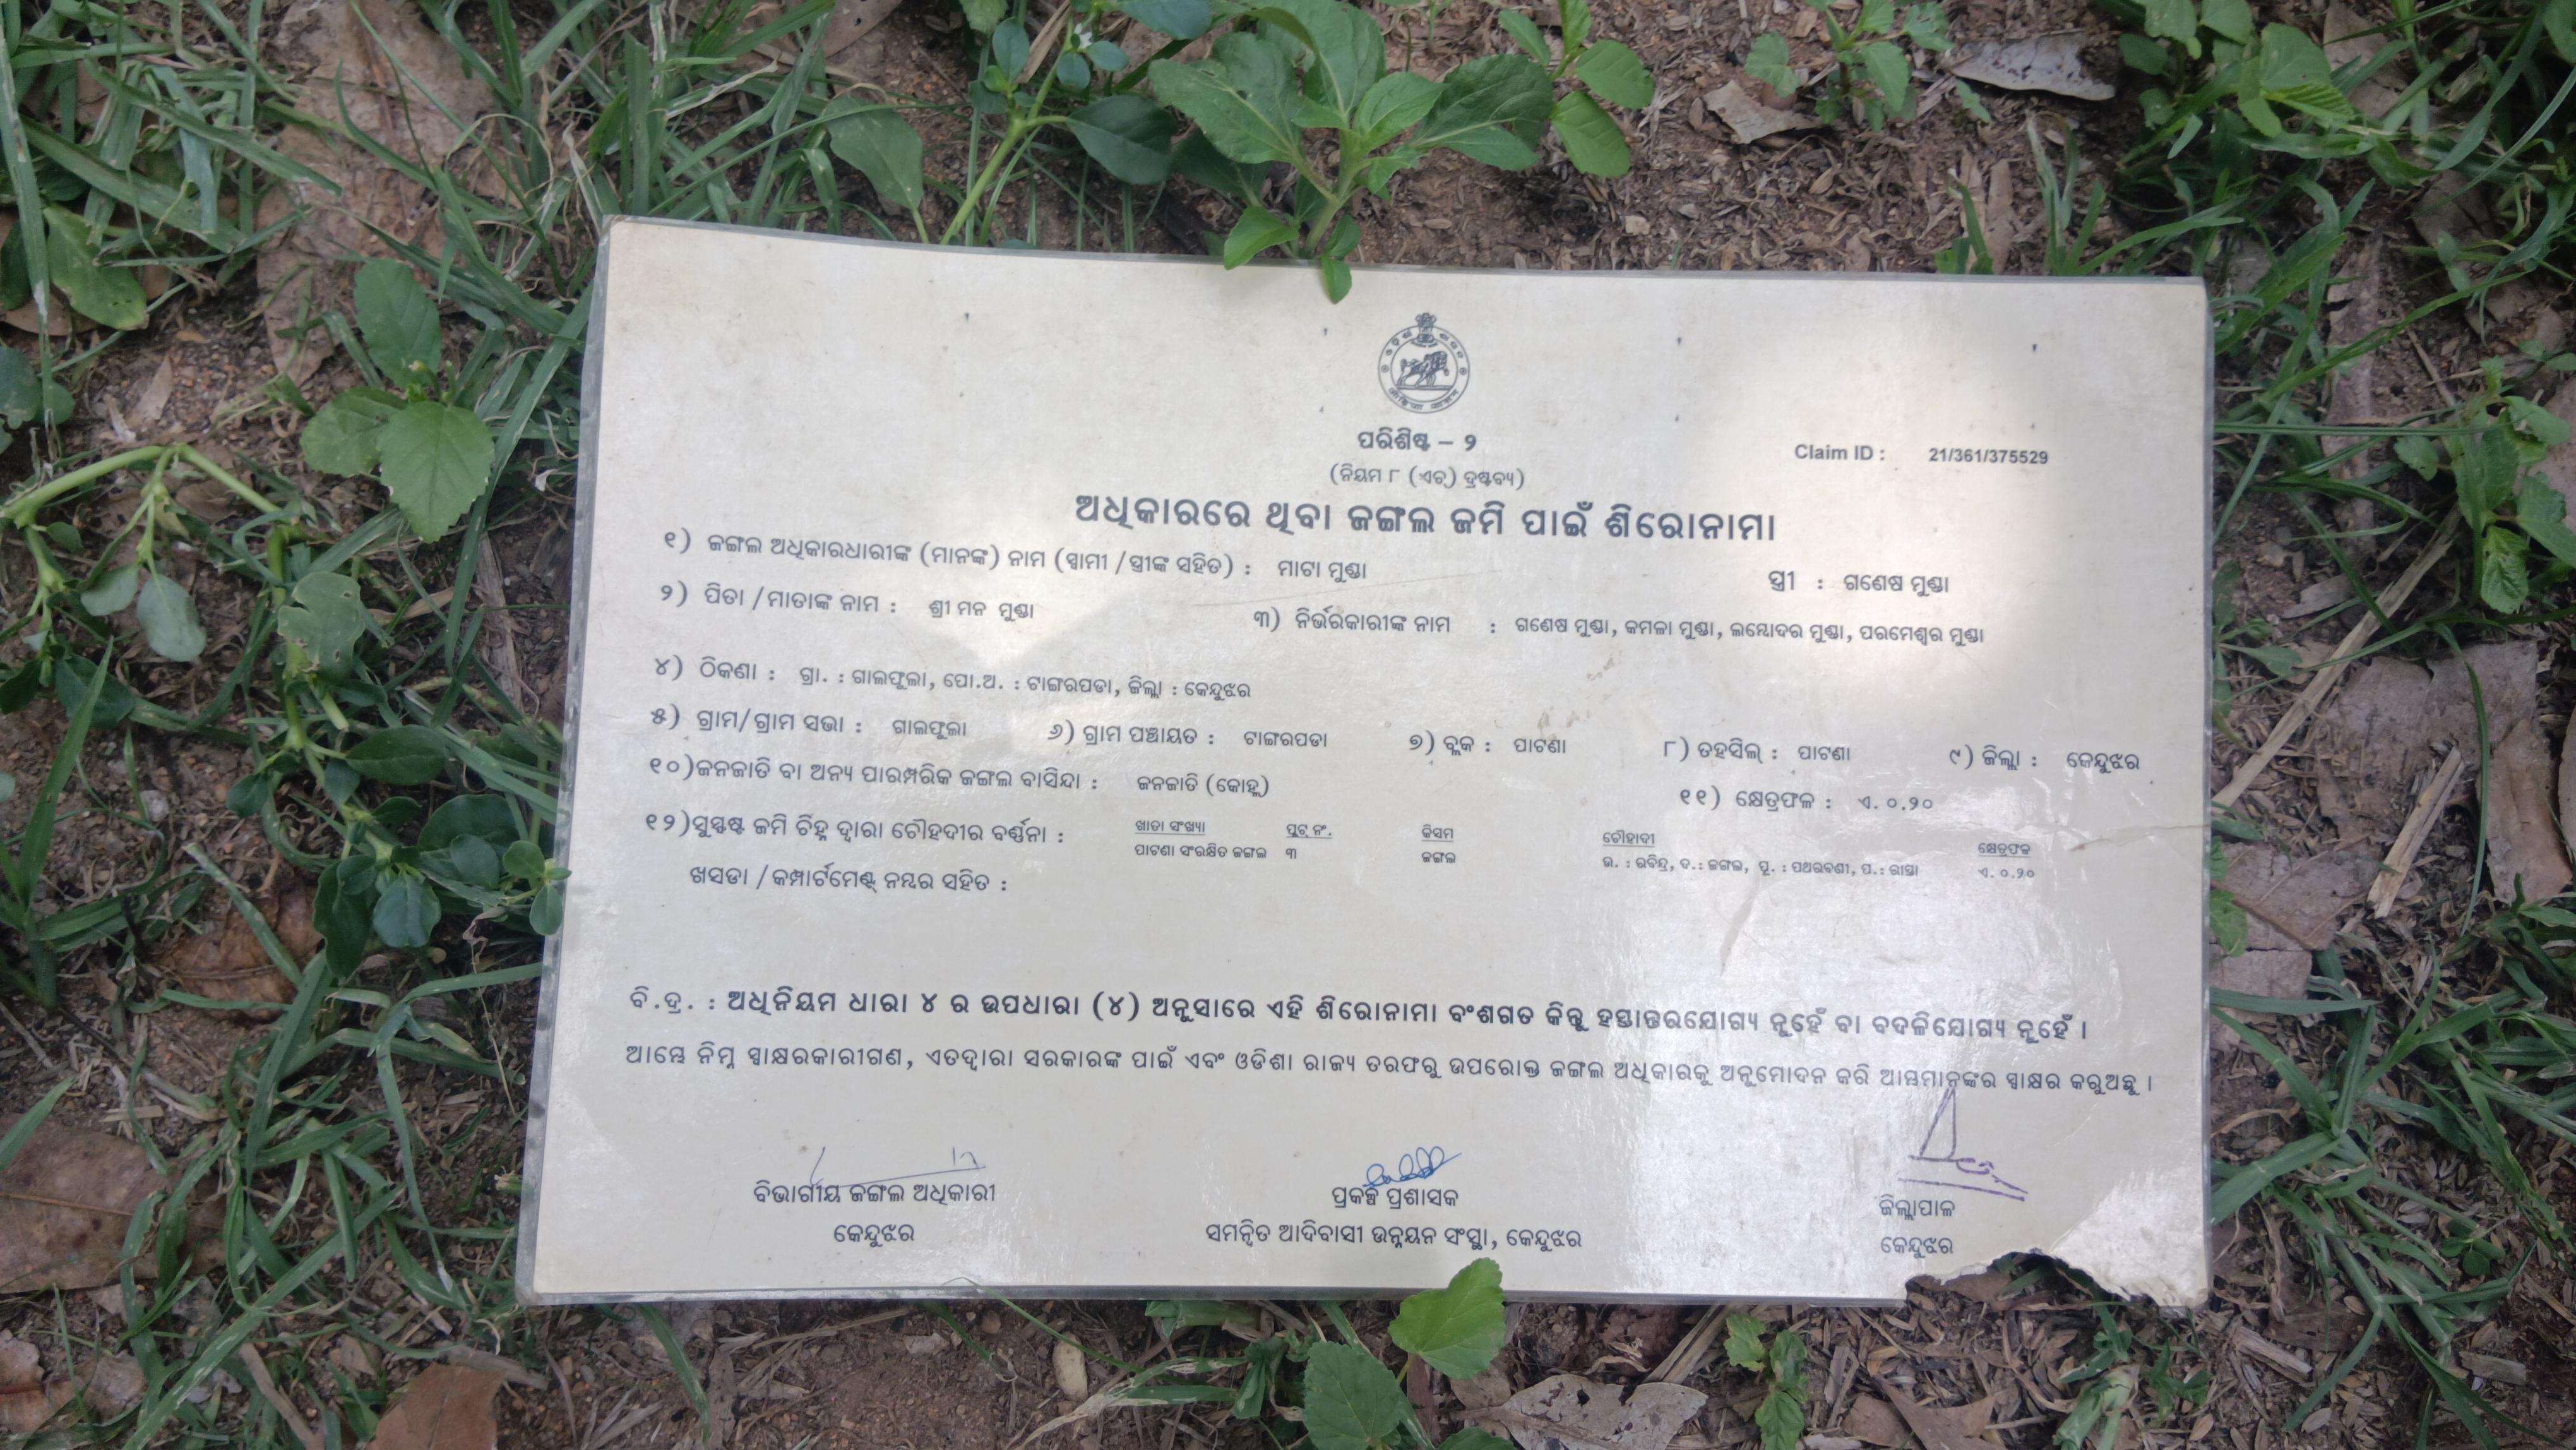 ପରିଶିଷ୍ଟ – ୨
Claim ID : 21/361/375529
(ନିୟମ ୮ (ଏଚ୍) ଦ୍ରଷ୍ଟବ୍ୟ)
ଅଧିକାରରେ ଥିବା ଜଙ୍ଗଲ ଜମି ପାଇଁ ଶିରୋନାମା
୧) ଜଙ୍ଗଲ ଅଧିକାରଧାରୀଙ୍କ (ମାନଙ୍କ) ନାମ (ସ୍ୱାମୀ /ସ୍ତ୍ରୀଙ୍କ ସହିତ) : ମାଟା ମୁଣ୍ଡା ସ୍ତ୍ରୀ : ଗଣେଷ ମୁଣ୍ଡା
୨) ପିତା /ମାତାଙ୍କ ନାମ : ଶ୍ରୀ ମନ ମୁଣ୍ଡା ୩) ନିର୍ଭରକାରୀଙ୍କ ନାମ : ଗଣେଷ ମୁଣ୍ଡା, କମଳା ମୁଣ୍ଡା, ଲମ୍ବୋଦର ମୁଣ୍ଡା, ପରମେଶ୍ୱର ମୁଣ୍ଡା
୪) ଠିକଣା : ଗ୍ରା. : ଗାଲଫୁଲା, ପୋ.ଅ. : ଟାଙ୍ଗରପଡା, ଜିଲ୍ଲା : କେନ୍ଦୁଝର
୫) ଗ୍ରାମ/ଗ୍ରାମ ସଭା : ଗାଲଫୁଲା ୬) ଗ୍ରାମ ପଞ୍ଚାୟତ : ଟାଙ୍ଗରପଡା ୭) ବ୍ଲକ : ପାଟଣା ୮) ତହସିଲ୍ : ପାଟଣା ୯) ଜିଲ୍ଲା : କେନ୍ଦୁଝର
୧୦)ଜନଜାତି ବା ଅନ୍ୟ ପାରମ୍ପରିକ ଜଙ୍ଗଲ ବାସିନ୍ଦା : ଜନଜାତି (କୋହ୍ଲ) ୧୧) କ୍ଷେତ୍ରଫଳ : ଏ. ୦.୨୦
୧୨)ସୁସ୍ପଷ୍ଟ ଜମି ଚିହ୍ନ ଦ୍ୱାରା ଚୌହଦୀର ବର୍ଣ୍ଣନା : ଖାତା ସଂଖ୍ୟା ପ୍ଲଟ୍ ନଂ. କିସମ ଚୌହାଦୀ କ୍ଷେତ୍ରଫଳ
ପାଟଣା ସଂରକ୍ଷିତ ଜଙ୍ଗଲ ୩ ଜଙ୍ଗଲ ଉ. : ରବିନ୍ଦ୍ର, ଦ.: ଜଙ୍ଗଲ, ପୂ. : ପଥରବଣୀ, ପ.: ରାସ୍ତା ଏ. ୦.୨୦
ଖସଡା /କମ୍ପାର୍ଟମେଣ୍ଟ୍ ନମ୍ବର ସହିତ :
ବି.ଦ୍ର. : ଅଧିନିୟମ ଧାରା ୪ ର ଉପଧାରା (୪) ଅନୁସାରେ ଏହି ଶିରୋନାମା ବଂଶଗତ କିନ୍ତୁ ହସ୍ତାନ୍ତରଯୋଗ୍ୟ ନୁହେଁ ବା ବଦଳିଯୋଗ୍ୟ ନୁହେଁ ।
ଆମ୍ଭେ ନିମ୍ନ ସ୍ୱାକ୍ଷରକାରୀଗଣ, ଏତଦ୍ୱାରା ସରକାରଙ୍କ ପାଇଁ ଏବଂ ଓଡିଶା ରାଜ୍ୟ ତରଫରୁ ଉପରୋକ୍ତ ଜଙ୍ଗଲ ଅଧିକାରକୁ ଅନୁମୋଦନ କରି ଆମ୍ଭମାନଙ୍କର ସ୍ୱାକ୍ଷର କରୁଅଛୁ ।
ବିଭାଗୀୟ ଜଙ୍ଗଲ ଅଧିକାରୀ ପ୍ରକଳ୍ପ ପ୍ରଶାସକ ଜିଲ୍ଲାପାଳ
କେନ୍ଦୁଝର ସମନ୍ୱିତ ଆଦିବାସୀ ଉନ୍ନୟନ ସଂସ୍ଥା, କେନ୍ଦୁଝର କେନ୍ଦୁଝର